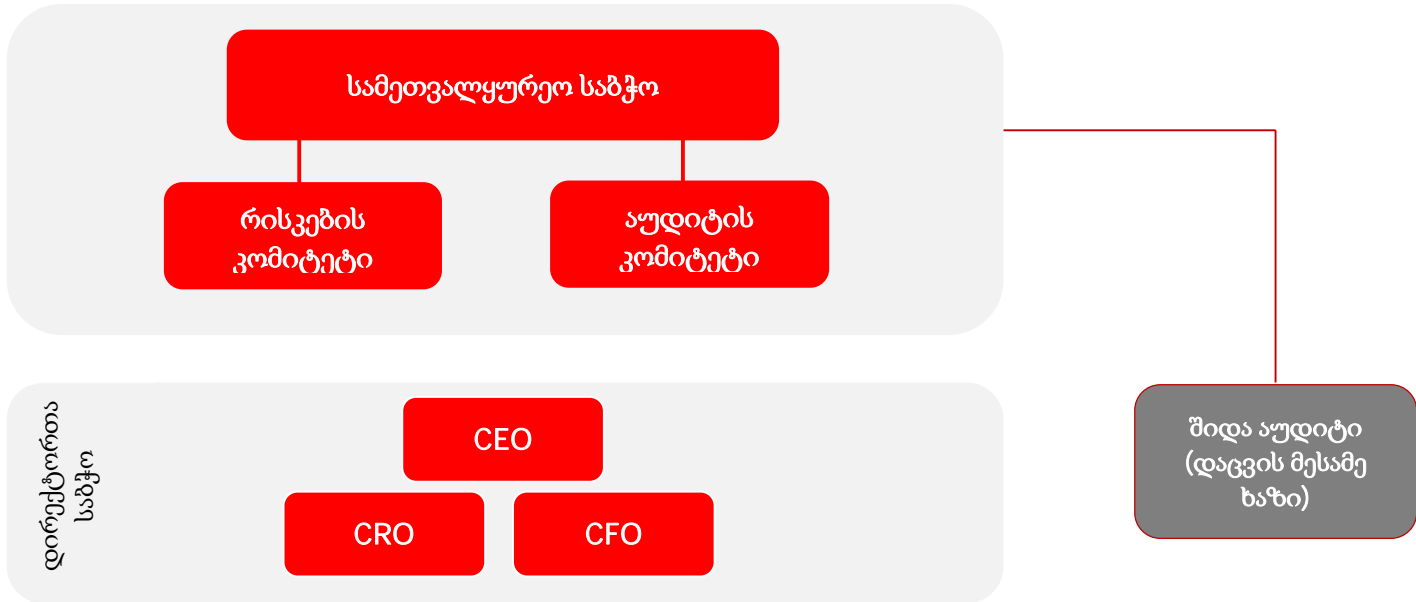 სამეთვალყურეო საბჭო
რისკების
კომიტეტი
აუდიტის
კომიტეტი
დირექტორთა
საბჭო
CEO
CRO
CFO
შიდა აუდიტი
(დაცვის მესამე
ხაზი)